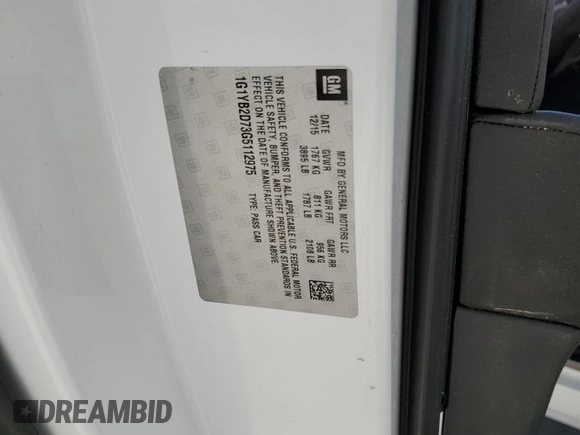 GM
MFD BY GENERAL MOTORS LLC
DATE GVWR GAWR FRT GAWR RR
12/15 1767 KG 811 KG 956 KG
3895 LB 1787 LB 2108 LB
THIS VEHICLE CONFORMS TO ALL APPLICABLE U.S. FEDERAL MOTOR
VEHICLE SAFETY, BUMPER, AND THEFT PREVENTION STANDARDS IN
EFFECT ON THE DATE OF MANUFACTURE SHOWN ABOVE.
1G1YB2D73G5112975 TYPE: PASS CAR
DREAMBID